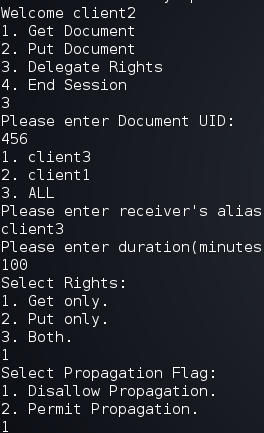 Welcome client2
1. Get Document
2. Put Document
3. Delegate Rights
4. End Session
3
Please enter Document UID:
456
1. client3
2. client1
3. ALL
Please enter receiver's alias
client3
Please enter duration(minutes
100
Select Rights:
1. Get only.
2. Put only.
3. Both.
1
Select Propagation Flag:
1. Disallow Propagation.
2. Permit Propagation.
1